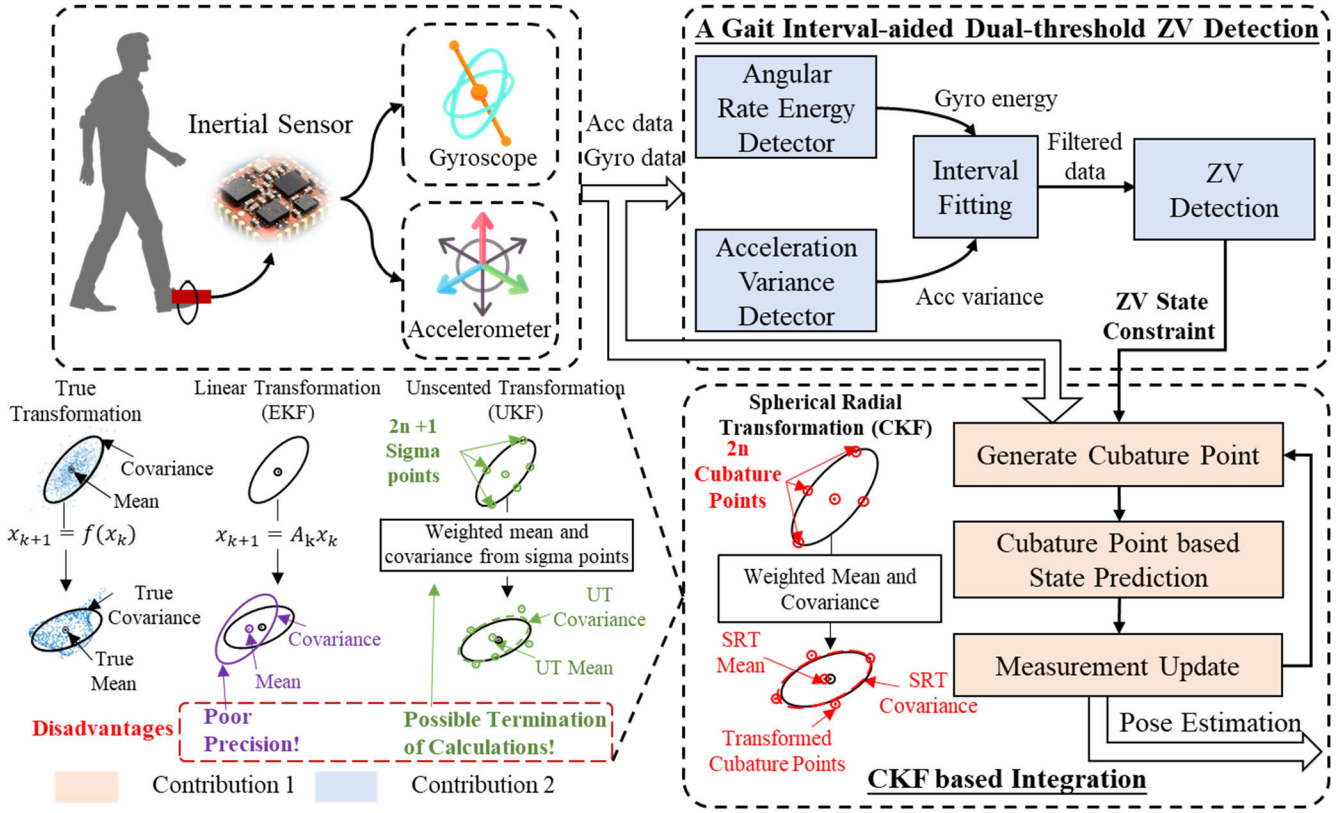 A Gait Interval-aided Dual-threshold ZV Detection
Inertial Sensor
Gyroscope
Accelerometer
Acc data
Gyro data
Angular
Rate Energy
Detector
Gyro energy
Acceleration
Variance
Detector
Acc variance
Interval
Fitting
Filtered
data
ZV
Detection
ZV State
Constraint
True
Transformation
Covariance
Mean
x_{k+1} = f(x_k)
True
Covariance
True
Mean
Linear Transformation
(EKF)
x_{k+1} = A_k x_k
Covariance
Mean
Unscented Transformation
(UKF)
2n +1
Sigma
points
Weighted mean and
covariance from sigma points
UT
Covariance
UT Mean
Disadvantages
Poor
Precision!
Possible Termination
of Calculations!
Contribution 1
Contribution 2
Spherical Radial
Transformation (CKF)
2n
Cubature
Points
Weighted Mean and
Covariance
SRT
Mean
SRT
Covariance
Transformed
Cubature Points
Generate Cubature Point
Cubature Point based
State Prediction
Measurement Update
Pose Estimation
CKF based Integration